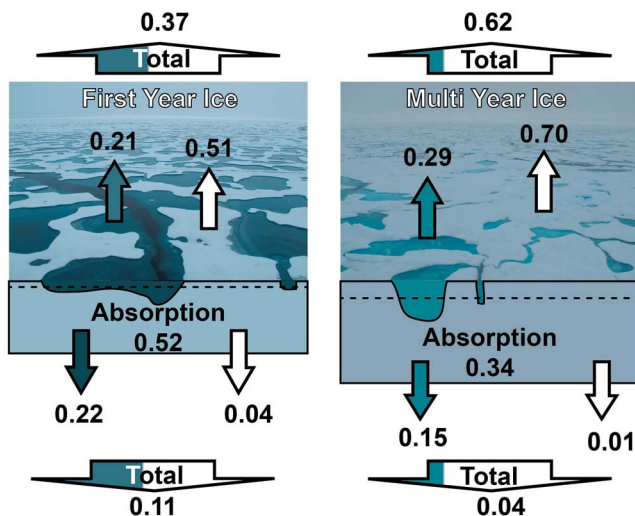 0.37
Total
First Year Ice
0.21
0.51
Absorption
0.52
0.22
0.04
Total
0.11
0.62
Total
Multi Year Ice
0.29
0.70
Absorption
0.34
0.15
0.01
Total
0.04